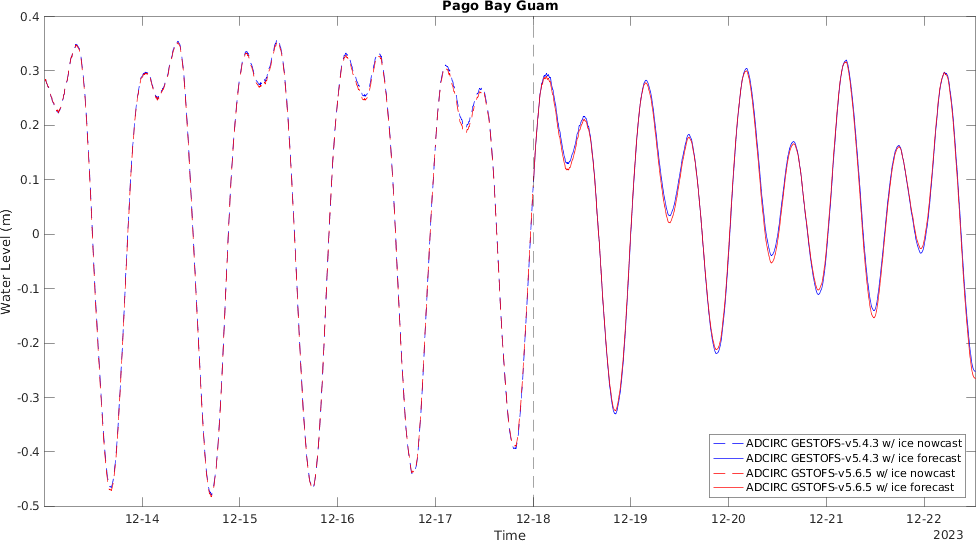 Pago Bay Guam
0.4
0.3
0.2
0.1
0
-0.1
-0.2
-0.3
-0.4
-0.5
Water Level (m)
ADCIRC GESTOFS-v5.4.3 w/ ice nowcast
ADCIRC GESTOFS-v5.4.3 w/ ice forecast
ADCIRC GSTOFS-v5.6.5 w/ ice nowcast
ADCIRC GSTOFS-v5.6.5 w/ ice forecast
12-14 12-15 12-16 12-17 12-18 12-19 12-20 12-21 12-22
Time
2023